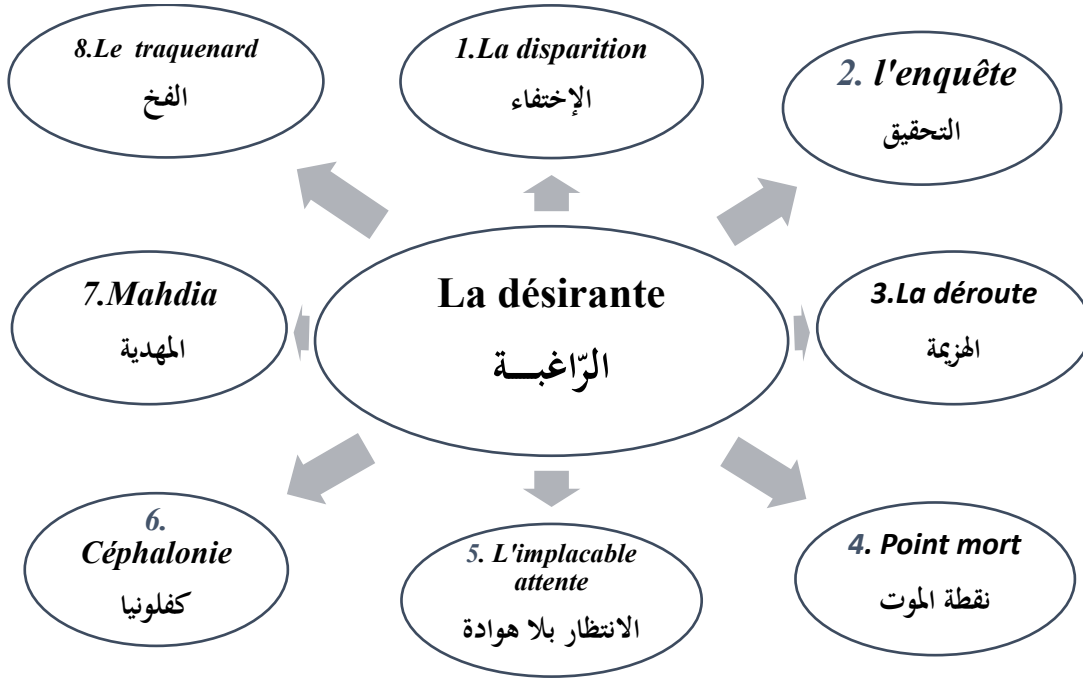 La désirante
الرّاغبـــة
1.La disparition
الإختفاء
2. l'enquête
التحقيق
3.La déroute
الهزيمة
4. Point mort
نقطة الموت
5. L'implacable
attente
الانتظار بلا هوادة
6.
Céphalonie
كفلونيا
7.Mahdia
المهدية
8.Le traquenard
الفخ